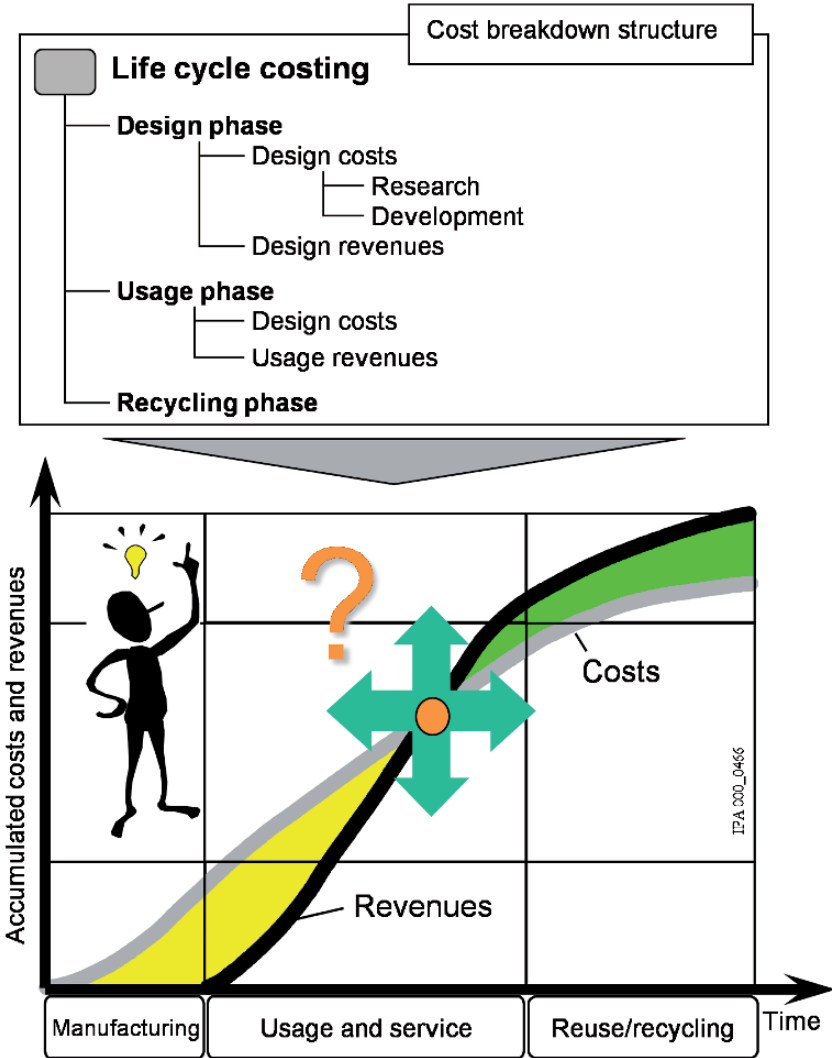 Cost breakdown structure
Life cycle costing
Design phase
Design costs
Research
Development
Design revenues
Usage phase
Design costs
Usage revenues
Recycling phase
Accumulated costs and revenues
?
Costs
IPA 000_0466
Revenues
Manufacturing
Usage and service
Reuse/recycling
Time